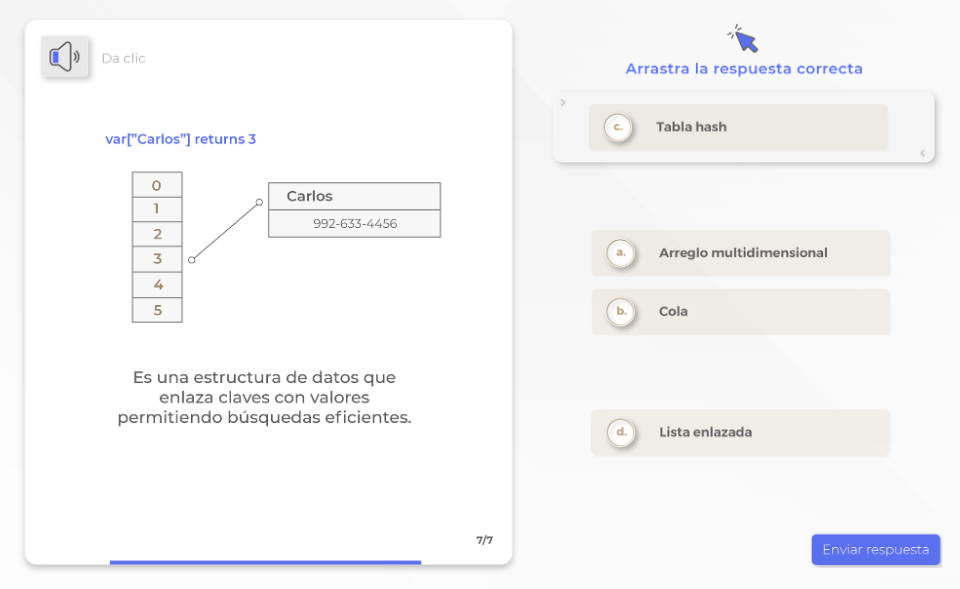 Da clic
var["Carlos"] returns 3
0
1
2
3
4
5
Carlos
992-633-4456
Es una estructura de datos que
enlaza claves con valores
permitiendo búsquedas eficientes.
7/7
Arrastra la respuesta correcta
c. Tabla hash
a. Arreglo multidimensional
b. Cola
d. Lista enlazada
Enviar respuesta